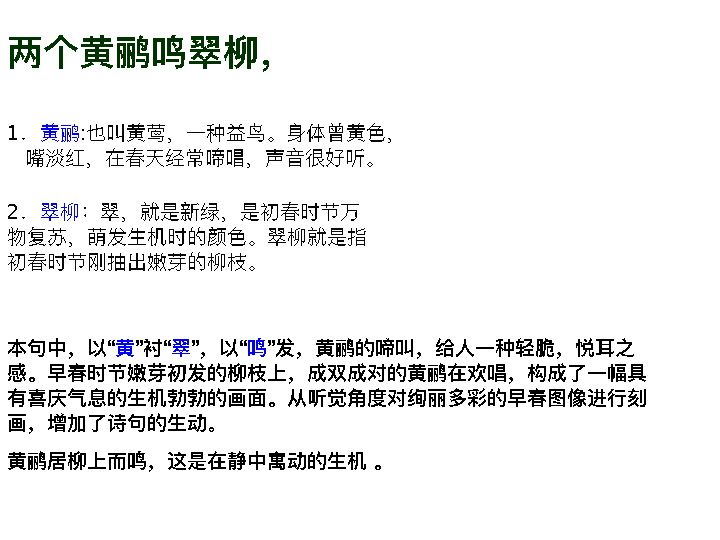 两个黄鹂鸣翠柳，
1．黄鹂:也叫黄莺，一种益鸟。身体曾黄色，
嘴淡红，在春天经常啼唱，声音很好听。
2．翠柳：翠，就是新绿，是初春时节万
物复苏，萌发生机时的颜色。翠柳就是指
初春时节刚抽出嫩芽的柳枝。
本句中，以“黄”衬“翠”，以“鸣”发，黄鹂的啼叫，给人一种轻脆，悦耳之
感。早春时节嫩芽初发的柳枝上，成双成对的黄鹂在欢唱，构成了一幅具
有喜庆气息的生机勃勃的画面。从听觉角度对绚丽多彩的早春图像进行刻
画，增加了诗句的生动。
黄鹂居柳上而鸣，这是在静中寓动的生机 。